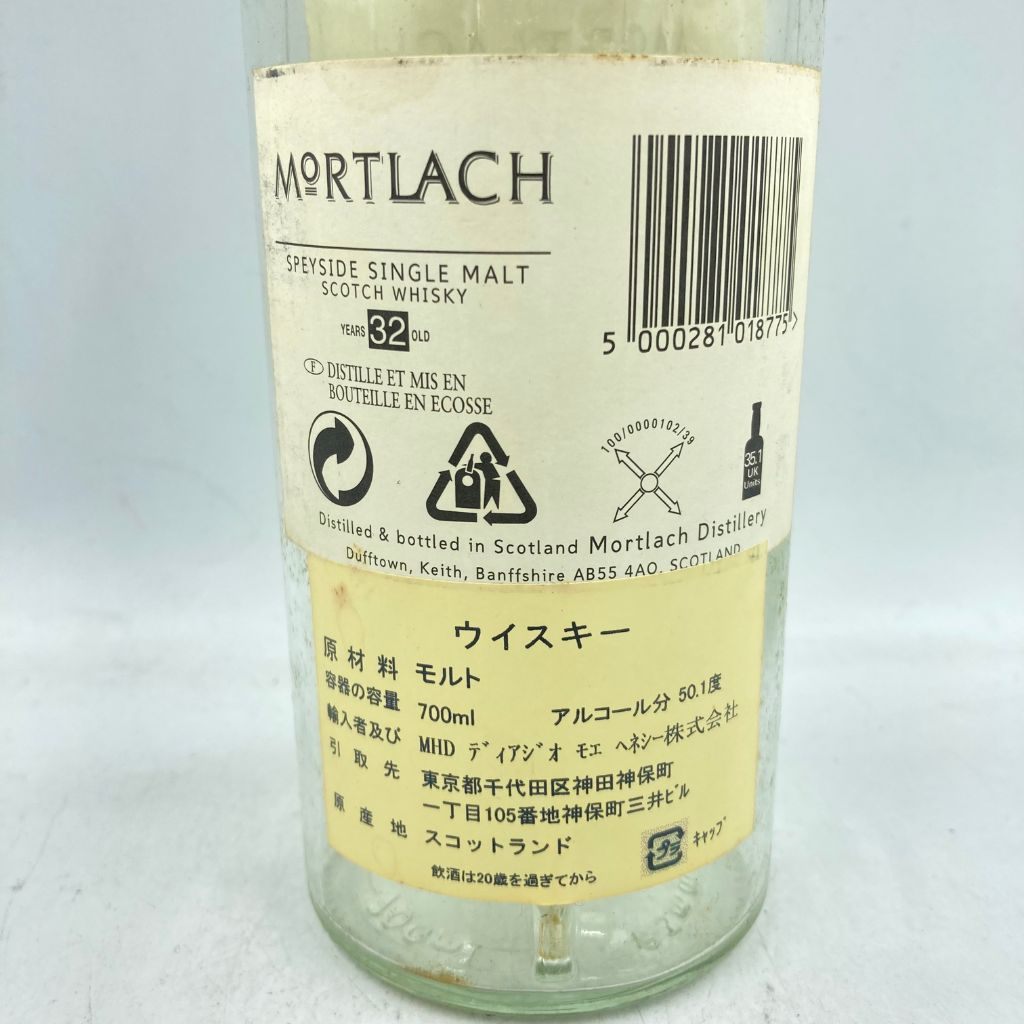 MORTLACH
SPEYSIDE SINGLE MALT
SCOTCH WHISKY
YEARS 32 OLD
F DISTILLE ET MIS EN
BOUTEILLE EN ECOSSE
5 000281 018775 >
100/0000102/39
35.1
UK
Units
Distilled & bottled in Scotland Mortlach Distillery
Dufftown, Keith, Banffshire AB55 4AO, SCOTLAND
ウイスキー
原材料 モルト
容器の容量 700ml アルコール分 50.1度
輸入者及び MHD ディアジオ モエ ヘネシー株式会社
引取先 東京都千代田区神田神保町
一丁目105番地神保町三井ビル
原産地 スコットランド
プラ キャップ
飲酒は20歳を過ぎてから